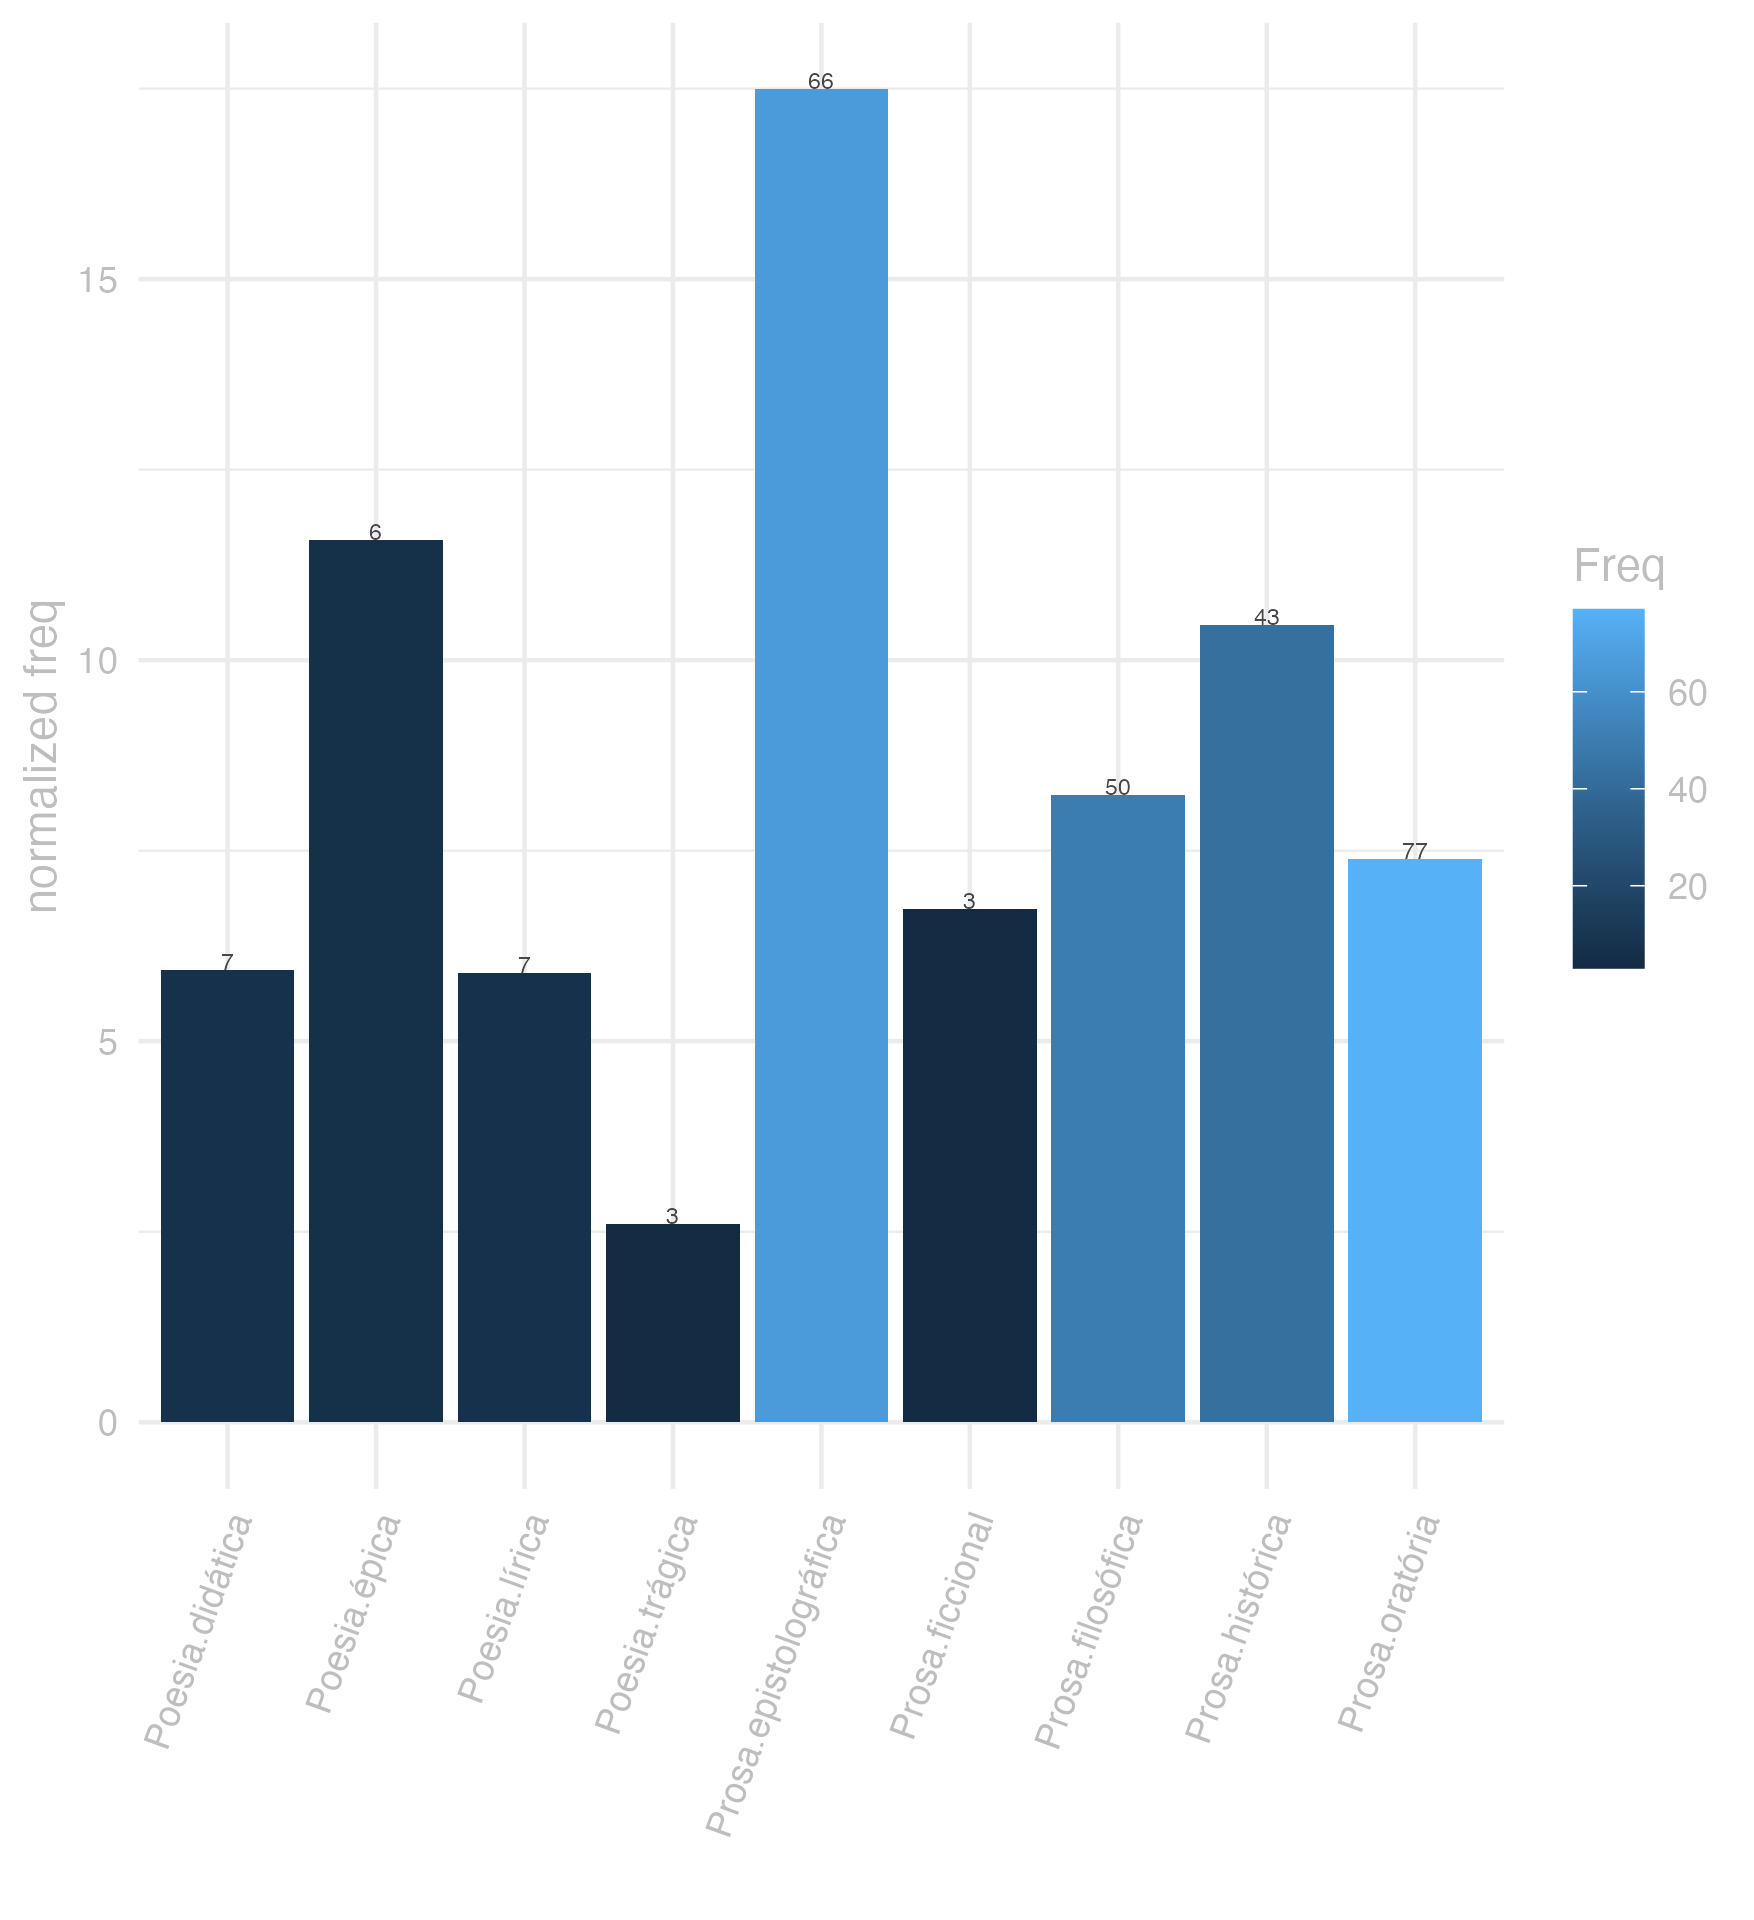 66
15
6
Freq
43
10
60
normalized freq
50
40
77
3
20
7
7
5
3
0
Poesia.didática
Poesia.épica
Poesia.lírica
Poesia.trágica
Prosa.epistolográfica
Prosa.ficcional
Prosa.filosófica
Prosa.histórica
Prosa.oratória